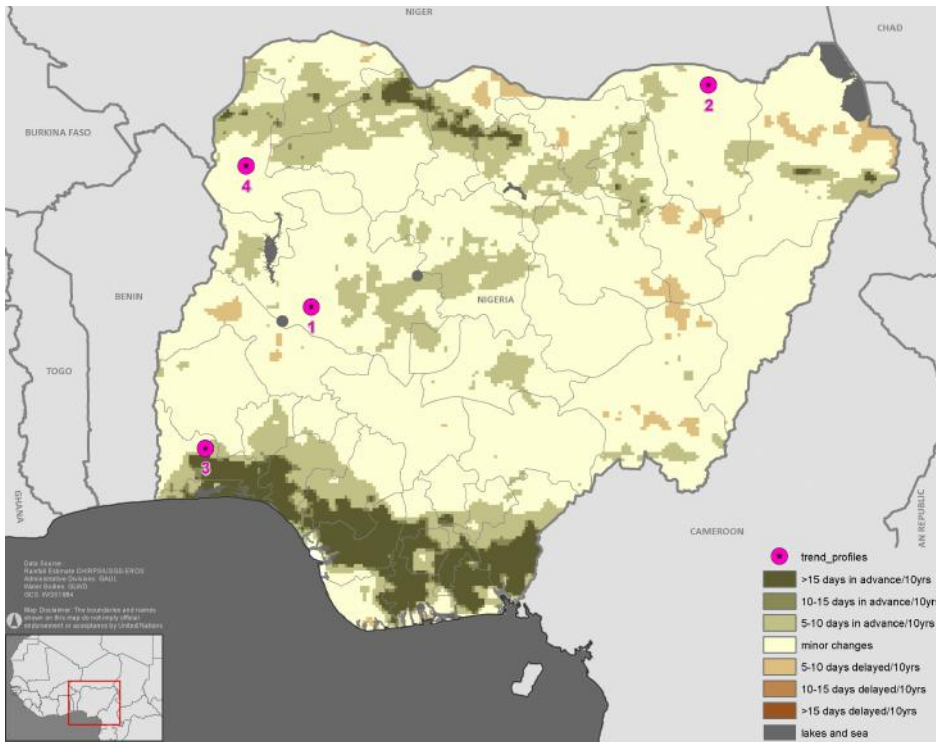 NIGER
CHAD
BURKINA FASO
2
4
BENIN
NIGERIA
1
TOGO
3
GHANA
CAMEROON
AN REPUBLIC
trend_profiles
>15 days in advance/10yrs
10-15 days in advance/10yrs
5-10 days in advance/10yrs
minor changes
5-10 days delayed/10yrs
10-15 days delayed/10yrs
>15 days delayed/10yrs
lakes and sea
Data Source
Rainfall Estimate CHIRPS/USGS-EROS
Administrative Divisions: GAUL
Water Bodies: GLWD
GCS: WGS1984
Map Disclaimer: The boundaries and names
shown on this map do not imply official
endorsement or acceptance by United Nations